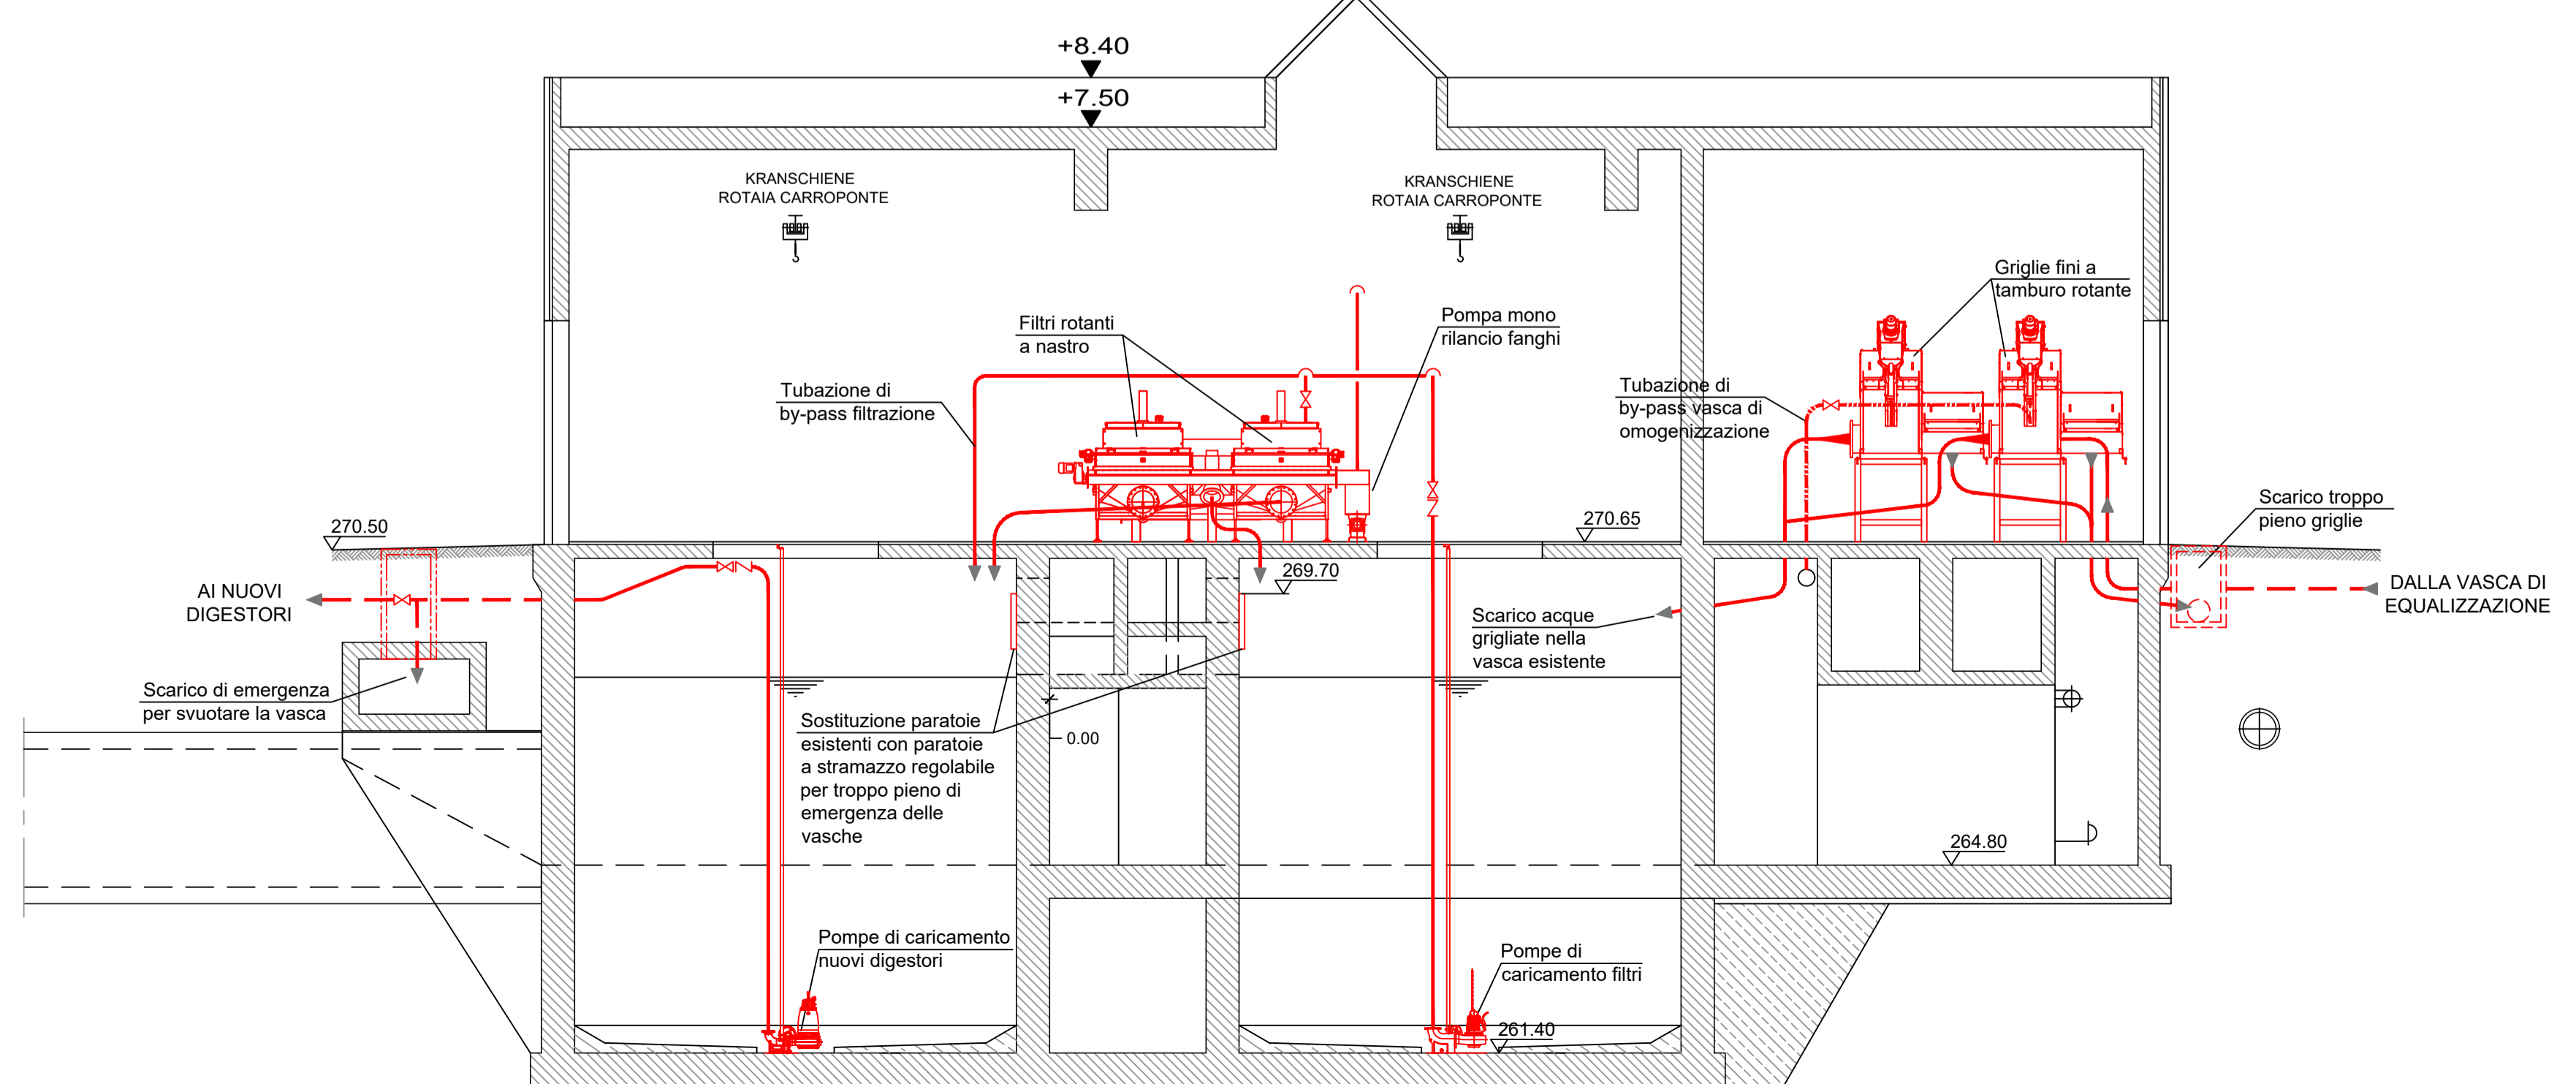 +8.40
+7.50
KRANSCHIENE
ROTAIA CARROPONTE
KRANSCHIENE
ROTAIA CARROPONTE
Griglie fini a
tamburo rotante
Filtri rotanti
a nastro
Pompa mono
rilancio fanghi
Tubazione di
by-pass filtrazione
Tubazione di
by-pass vasca di
omogenizzazione
Scarico troppo
pieno griglie
270.50
270.65
269.70
AI NUOVI
DIGESTORI
DALLA VASCA DI
EQUALIZZAZIONE
Scarico acque
grigliate nella
vasca esistente
Scarico di emergenza
per svuotare la vasca
Sostituzione paratoie
esistenti con paratoie
a stramazzo regolabile
per troppo pieno di
emergenza delle
vasche
0.00
264.80
Pompe di caricamento
nuovi digestori
Pompe di
caricamento filtri
261.40